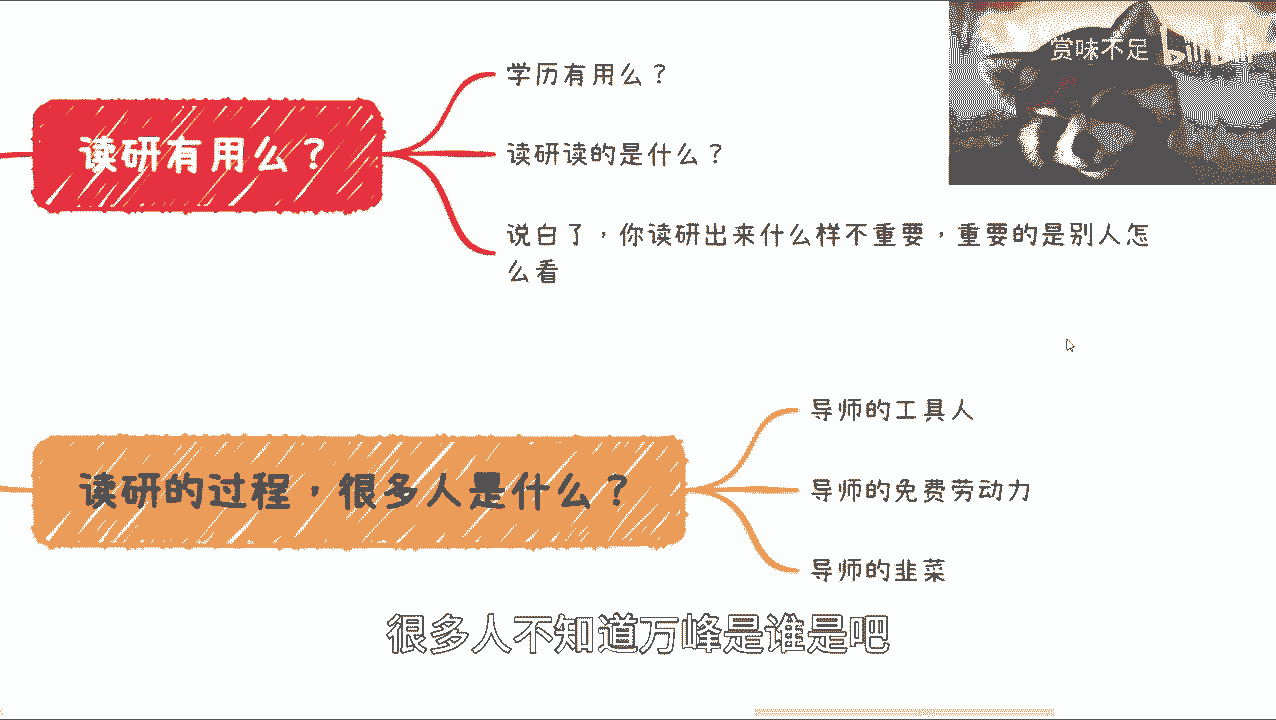 赏味不足
学历有用么？
读研有用么？
读研读的是什么？
说白了，你读研出来什么样不重要，重要的是别人怎
么看
导师的工具人
读研的过程，很多人是什么？
导师的免费劳动力
导师的韭菜
很多人不知道万峰是谁是吧